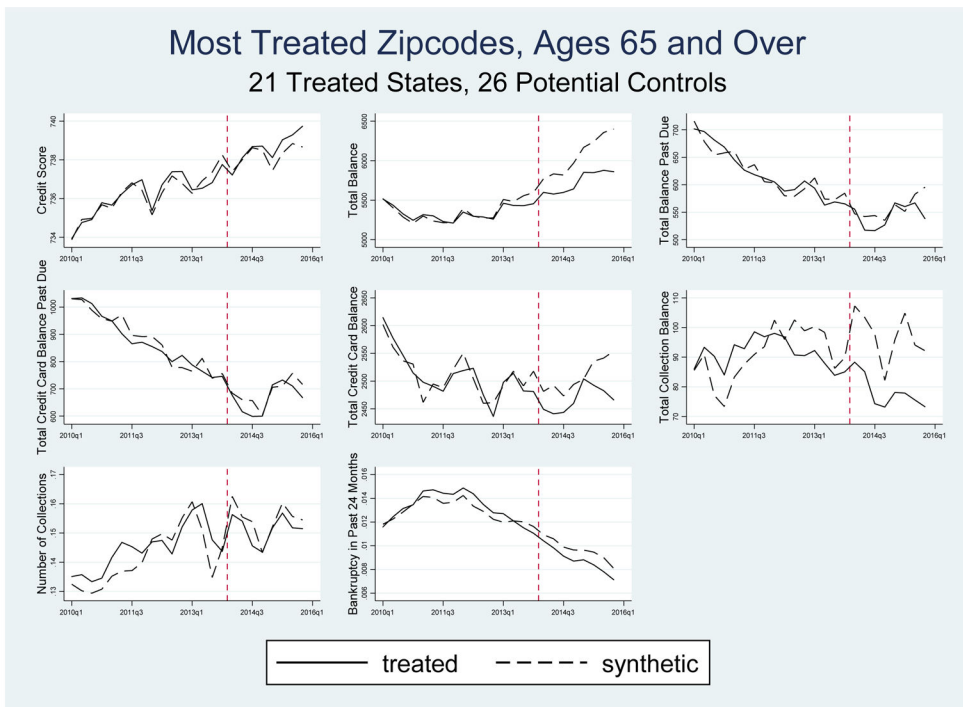 Most Treated Zipcodes, Ages 65 and Over
21 Treated States, 26 Potential Controls
Credit Score
740
738
736
734
2010q1 2011q3 2013q1 2014q3 2016q1
Total Balance
6500
6000
5500
5000
2010q1 2011q3 2013q1 2014q3 2016q1
Total Balance Past Due
700
650
600
550
500
2010q1 2011q3 2013q1 2014q3 2016q1
Total Credit Card Balance Past Due
1000
900
800
700
600
2010q1 2011q3 2013q1 2014q3 2016q1
Total Credit Card Balance
2650
2600
2550
2500
2450
2010q1 2011q3 2013q1 2014q3 2016q1
Total Collection Balance
110
100
90
80
70
2010q1 2011q3 2013q1 2014q3 2016q1
Number of Collections
.17
.16
.15
.14
.13
2010q1 2011q3 2013q1 2014q3 2016q1
Bankruptcy in Past 24 Months
.016
.014
.012
.01
.008
.006
2010q1 2011q3 2013q1 2014q3 2016q1
treated synthetic